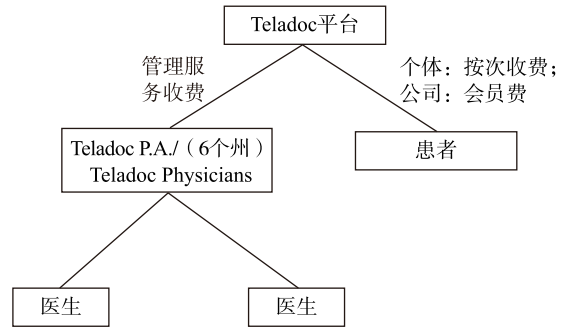 Teladoc平台
管理服
务收费
个体：按次收费；
公司：会员费
Teladoc P.A./（6个州）
Teladoc Physicians
患者
医生
医生